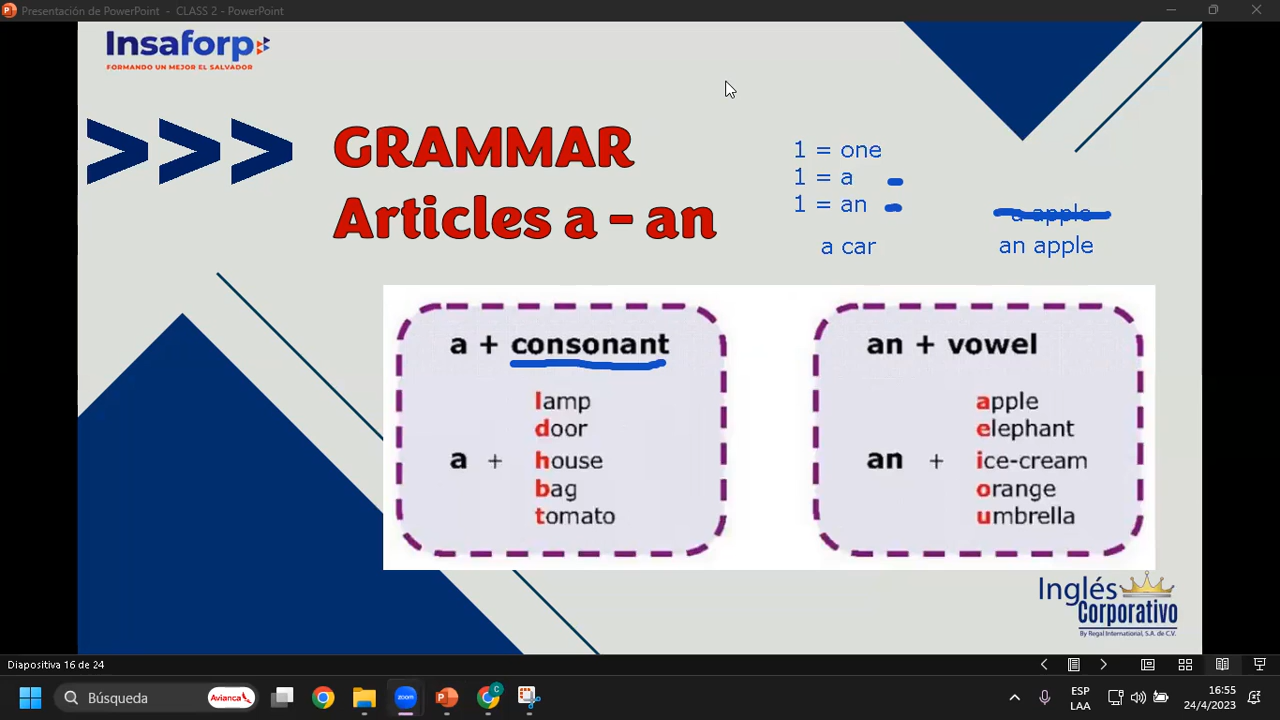 Presentación de PowerPoint - CLASS 2 - PowerPoint
Insaforp
FORMANDO UN MEJOR EL SALVADOR
>>>
GRAMMAR
Articles a - an
1 = one
1 = a
1 = an
a car
a apple
an apple
a + consonant
lamp
door
a + house
bag
tomato
an + vowel
apple
elephant
an + ice-cream
orange
umbrella
Inglés
Corporativo
By Regal International, S.A. de C.V.
Diapositiva 16 de 24
Búsqueda
Avianca
zoom
C
ESP
LAA
16:55
24/4/2023